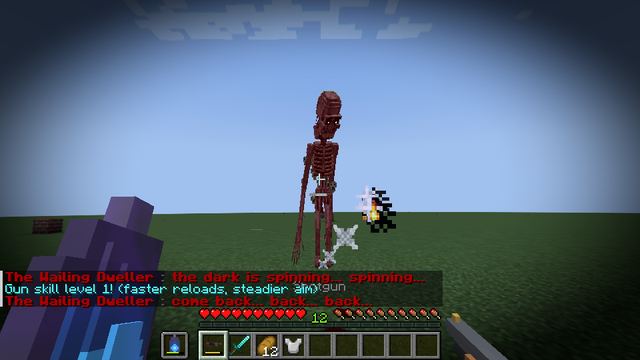 The Wailing Dweller : the dark is spinning... spinning...
Gun skill level 1! (faster reloads, steadier aim)
Shotgun
The Wailing Dweller : come back... back... back...
12
12